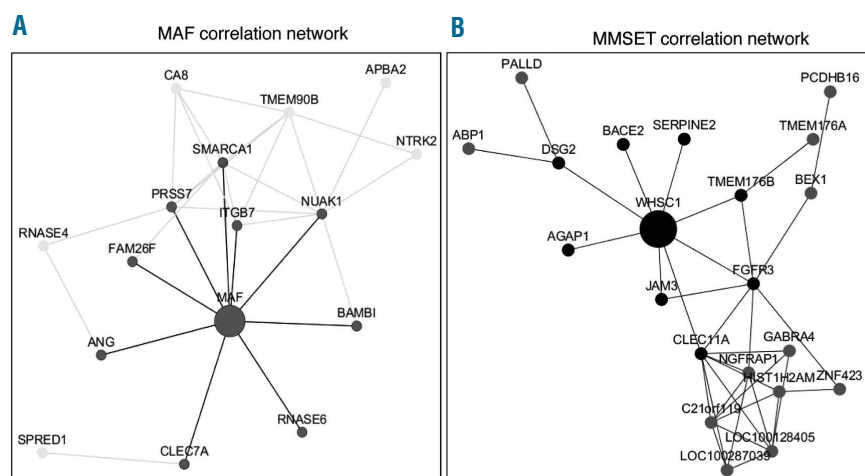 A
MAF correlation network
CA8
APBA2
TMEM90B
SMARCA1
NTRK2
PRSS7
ITGB7
NUAK1
RNASE4
FAM26F
MAF
BAMBI
ANG
RNASE6
SPRED1
CLEC7A
B
MMSET correlation network
PALLD
PCDHB16
BACE2
SERPINE2
TMEM176A
ABP1
DSG2
TMEM176B
BEX1
WHSC1
AGAP1
FGFR3
JAM3
CLEC11A
GABRA4
NGFRAP1
HIST1H2AM
ZNF423
C21orf119
LOC100128405
LOC100287039